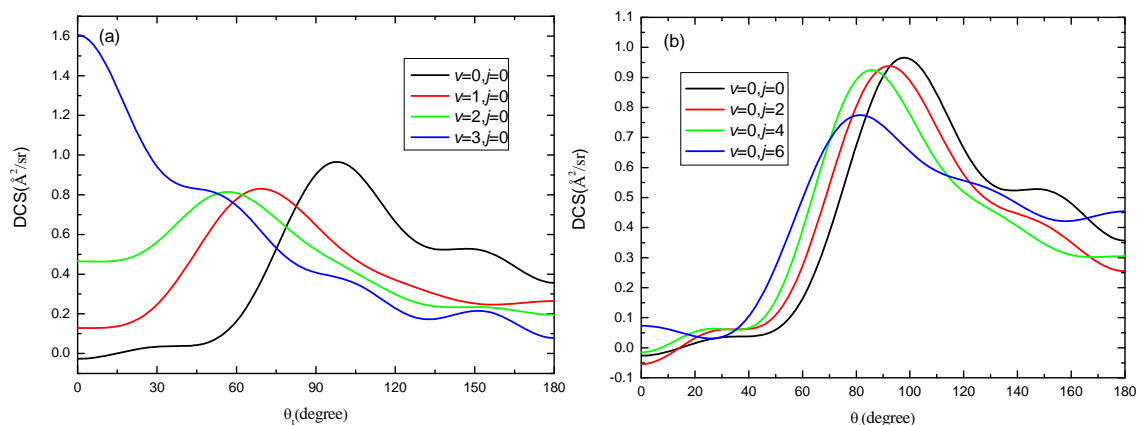 (a)
v=0,j=0
v=1,j=0
v=2,j=0
v=3,j=0
1.6
1.4
1.2
1.0
0.8
0.6
0.4
0.2
0.0
DCS(Å²/sr)
0 30 60 90 120 150 180
θr(degree)
(b)
v=0,j=0
v=0,j=2
v=0,j=4
v=0,j=6
1.1
1.0
0.9
0.8
0.7
0.6
0.5
0.4
0.3
0.2
0.1
0.0
-0.1
DCS(Å²/sr)
0 20 40 60 80 100 120 140 160 180
θ (degree)